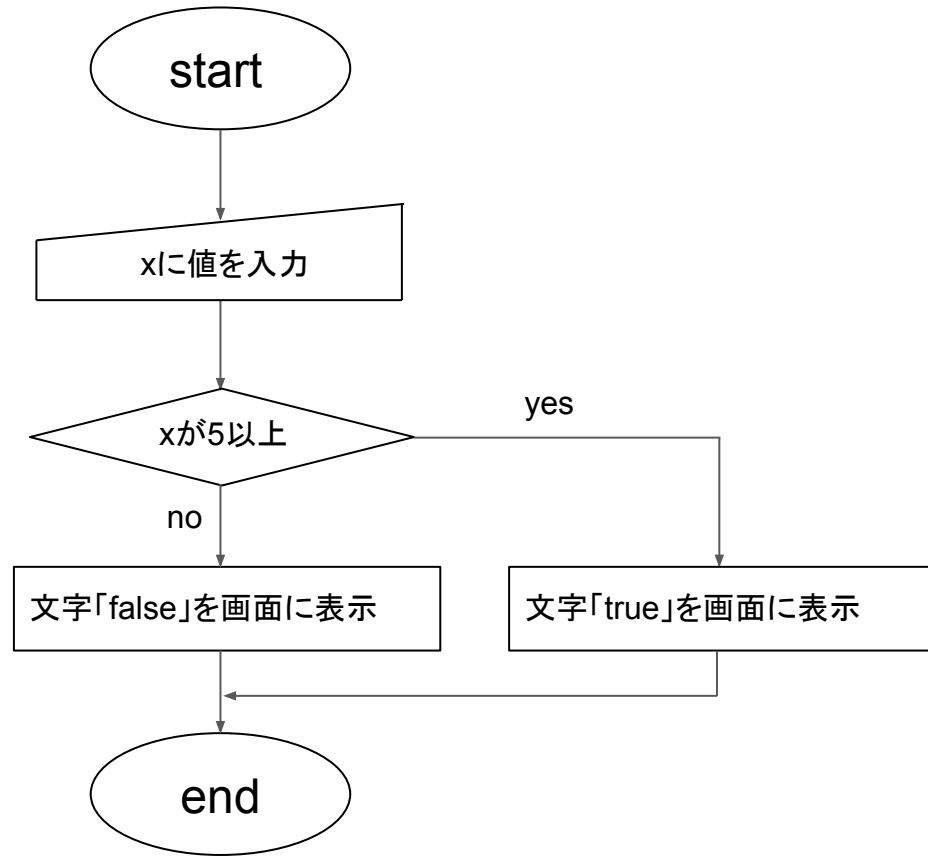 start
xに値を入力
xが5以上
yes
no
文字「false」を画面に表示
文字「true」を画面に表示
end